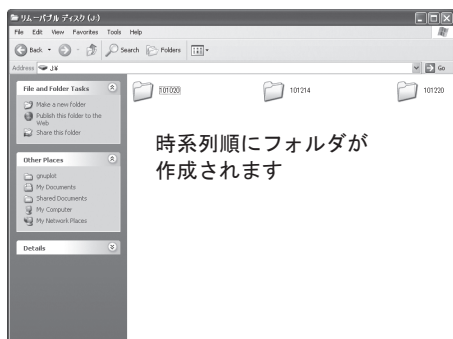 リムーバブル ディスク (J:)
File Edit View Favorites Tools Help
Back Search Folders
Address J:¥ Go
File and Folder Tasks
Make a new folder
Publish this folder to the
Web
Share this folder
Other Places
gnuplot
My Documents
Shared Documents
My Computer
My Network Places
Details
101020 101214 101220
時系列順にフォルダが
作成されます